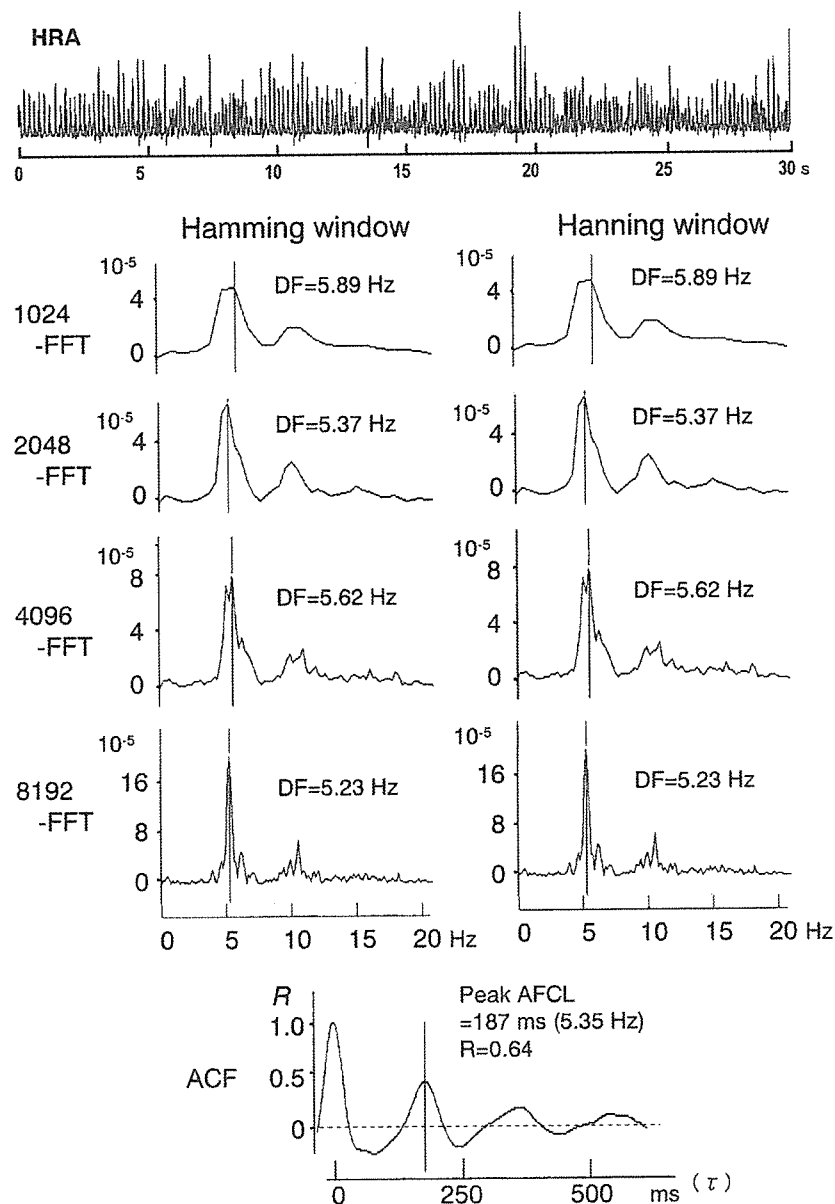 HRA
0 5 10 15 20 25 30 s
Hamming window Hanning window
1024
-FFT
10-5
4
0
DF=5.89 Hz
10-5
4
0
DF=5.89 Hz
2048
-FFT
10-5
4
0
DF=5.37 Hz
10-5
4
0
DF=5.37 Hz
4096
-FFT
10-5
8
4
0
DF=5.62 Hz
10-5
8
4
0
DF=5.62 Hz
8192
-FFT
10-5
16
8
0
DF=5.23 Hz
10-5
16
8
0
DF=5.23 Hz
0 5 10 15 20 Hz
0 5 10 15 20 Hz
ACF
R
1.0
0.5
0
Peak AFCL
=187 ms (5.35 Hz)
R=0.64
0 250 500 ms (τ)